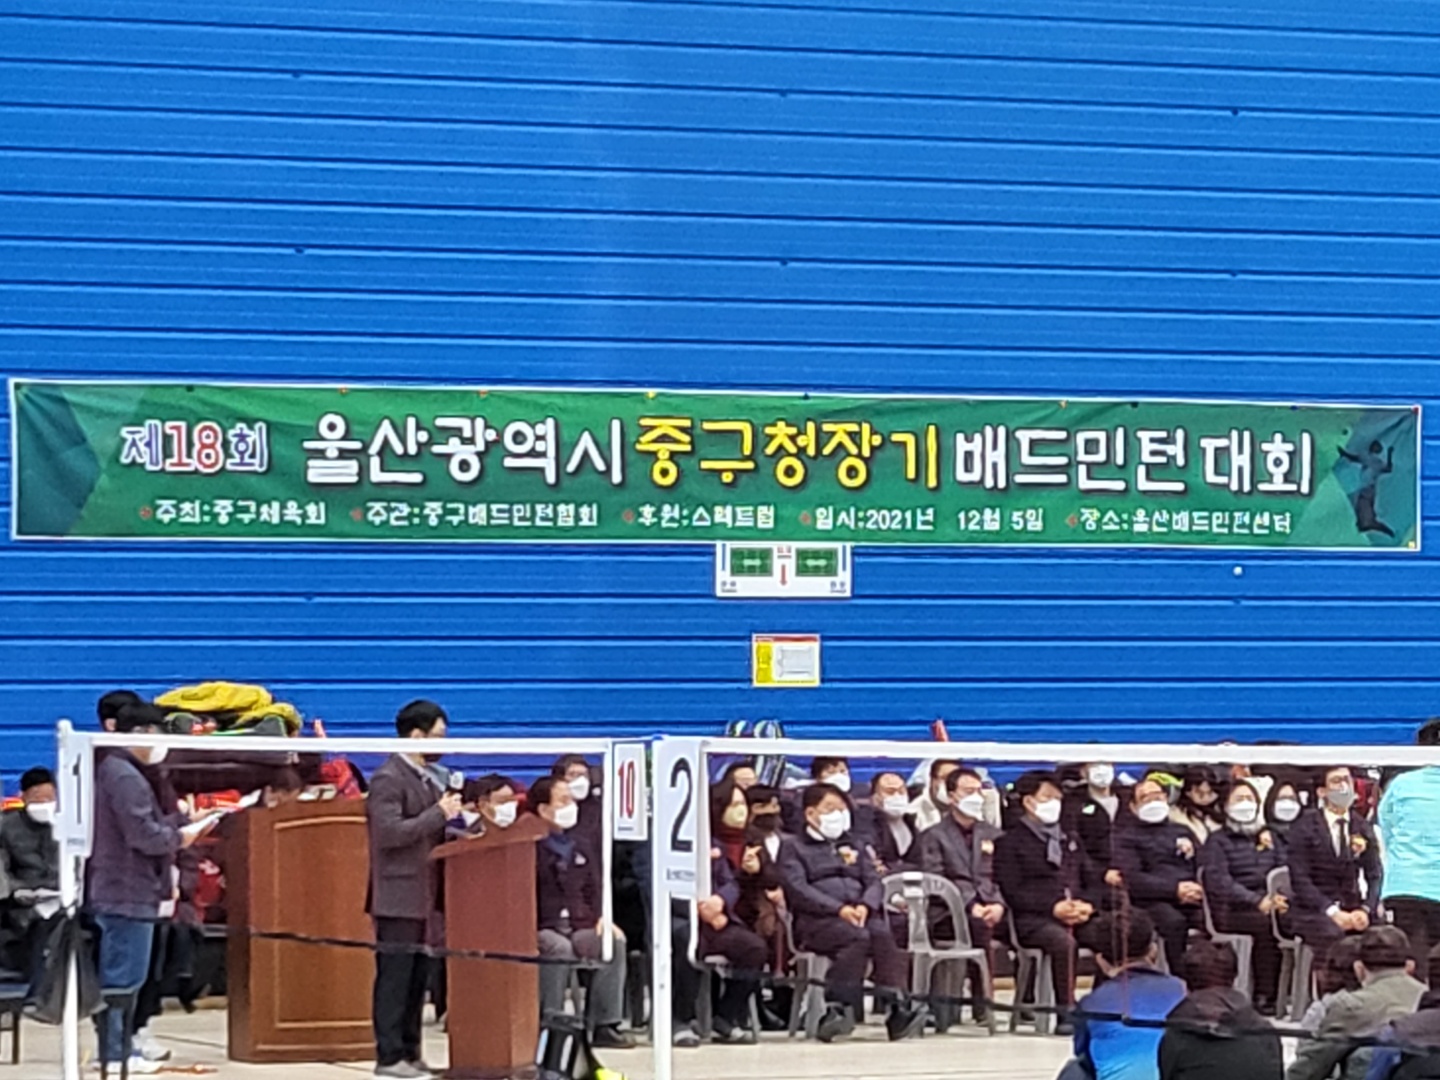 제18회 울산광역시 중구청장기 배드민턴 대회
주최:중구체육회 주관:중구배드민턴협회 후원:스펙트럼 일시:2021년 12월 5일 장소:울산배드민턴센터
1
10
2